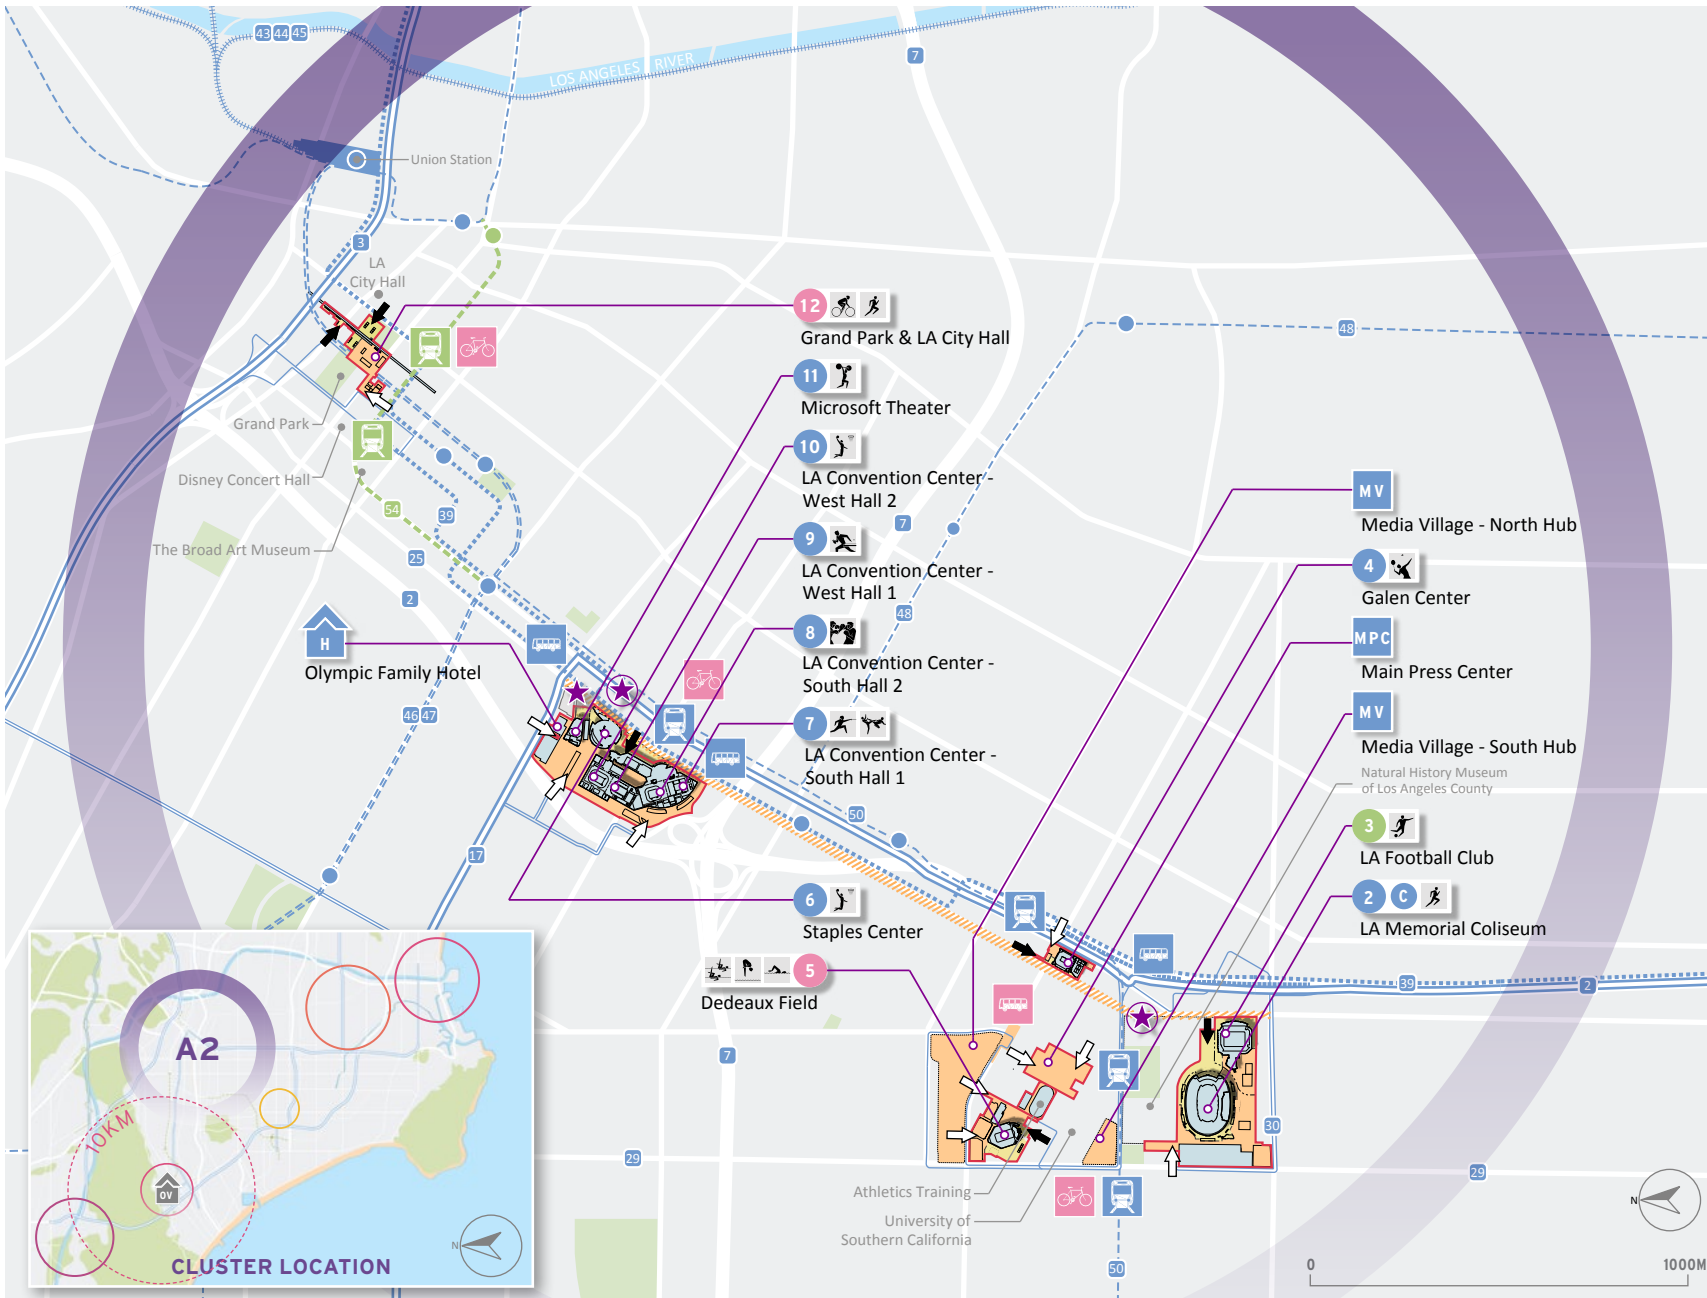 43 44 45
7
LOS ANGELES RIVER
Union Station
3
LA
City Hall
12
Grand Park & LA City Hall
48
11
Microsoft Theater
Grand Park
10
LA Convention Center -
West Hall 2
Disney Concert Hall
MV
Media Village - North Hub
54
39
7
The Broad Art Museum
25
9
LA Convention Center -
West Hall 1
4
Galen Center
2
48
H
Olympic Family Hotel
8
LA Convention Center -
South Hall 2
MPC
Main Press Center
46 47
7
LA Convention Center -
South Hall 1
MV
Media Village - South Hub
Natural History Museum
of Los Angeles County
50
3
LA Football Club
17
6
Staples Center
2
C
LA Memorial Coliseum
5
Dedeaux Field
39
2
7
30
29
29
Athletics Training
University of
Southern California
50
A2
10KM
OV
N
CLUSTER LOCATION
N
0
1000M